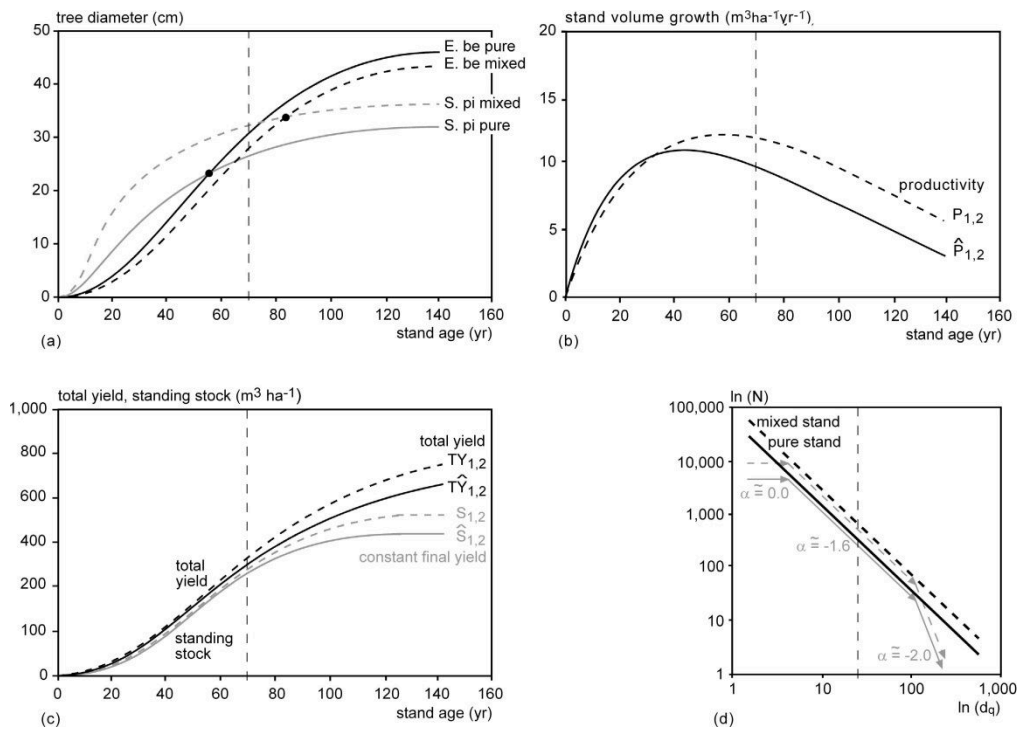 tree diameter (cm)
50
40
30
20
10
0
E. be pure
E. be mixed
S. pi mixed
S. pi pure
0 20 40 60 80 100 120 140 160
stand age (yr)
(a)
stand volume growth (m³ha⁻¹yr⁻¹)
20
15
10
5
0
productivity
P1,2
P̂1,2
0 20 40 60 80 100 120 140 160
stand age (yr)
(b)
total yield, standing stock (m³ ha⁻¹)
1,000
800
600
400
200
100
0
total yield
TY1,2
TŶ1,2
S1,2
Ŝ1,2
constant final yield
total
yield
standing
stock
0 20 40 60 80 100 120 140 160
stand age (yr)
(c)
ln (N)
100,000
10,000
1,000
100
10
1
mixed stand
pure stand
α ≃ 0.0
α ≃ -1.6
α ≃ -2.0
1 10 100 1,000
ln (dq)
(d)